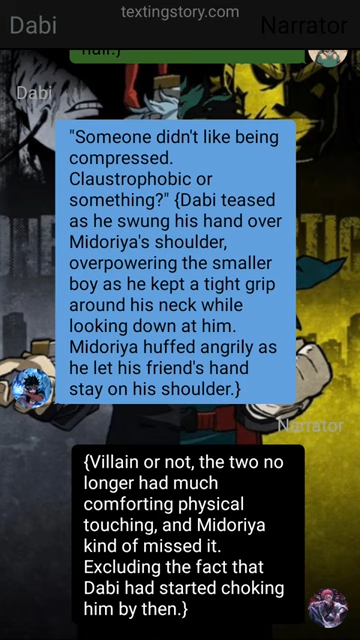 textingstory.com
Dabi
Narrator
hair.}
Dabi
"Someone didn't like being
compressed.
Claustrophobic or
something?" {Dabi teased
as he swung his hand over
Midoriya's shoulder,
overpowering the smaller
boy as he kept a tight grip
around his neck while
looking down at him.
Midoriya huffed angrily as
he let his friend's hand
stay on his shoulder.}
Narrator
{Villain or not, the two no
longer had much
comforting physical
touching, and Midoriya
kind of missed it.
Excluding the fact that
Dabi had started choking
him by then.}